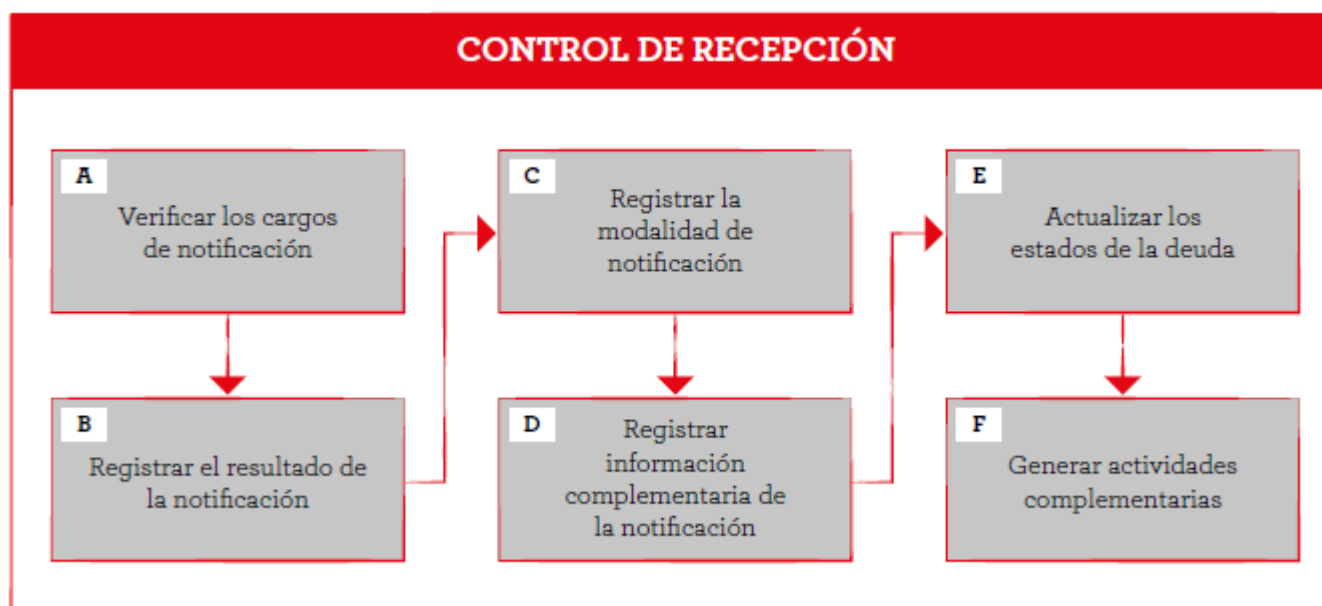 CONTROL DE RECEPCIÓN
A
Verificar los cargos
de notificación
B
Registrar el resultado de
la notificación
C
Registrar la
modalidad de
notificación
D
Registrar
información
complementaria de
la notificación
E
Actualizar los
estados de la deuda
F
Generar actividades
complementarias